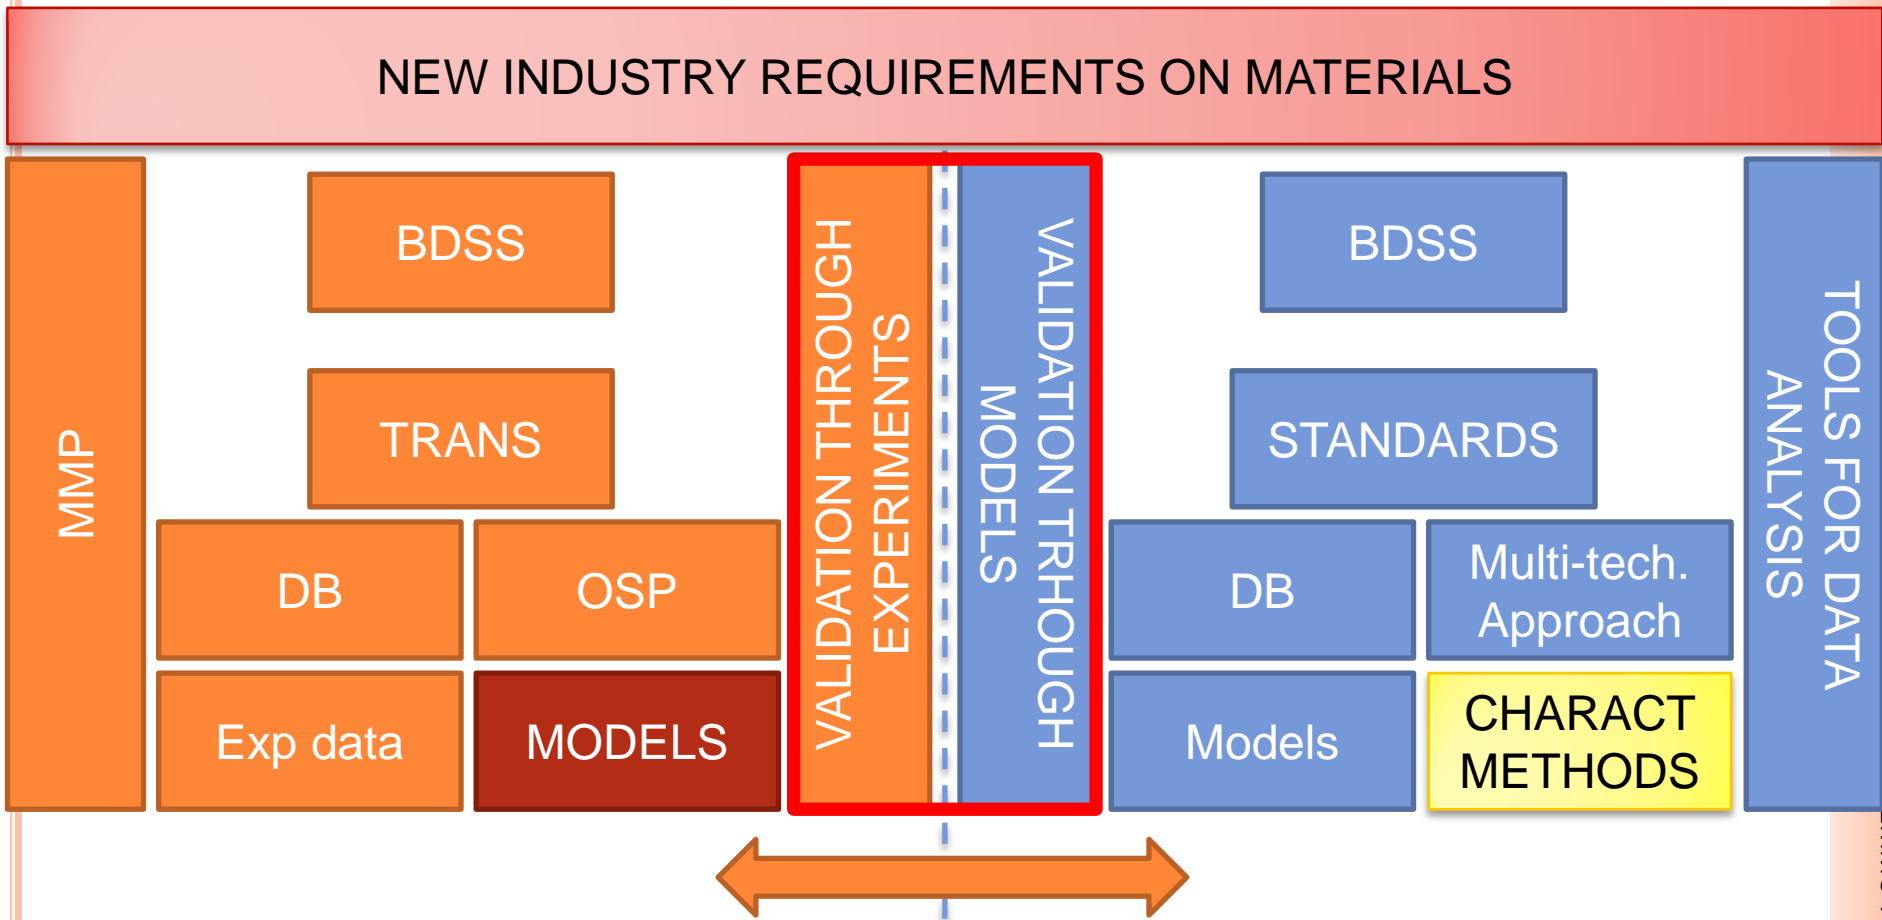 NEW INDUSTRY REQUIREMENTS ON MATERIALS
MMP
BDSS
TRANS
DB
OSP
Exp data
MODELS
VALIDATION THROUGH
EXPERIMENTS
VALIDATION TRHOUGH
MODELS
BDSS
STANDARDS
DB
Multi-tech.
Approach
Models
CHARACT
METHODS
TOOLS FOR DATA
ANALYSIS